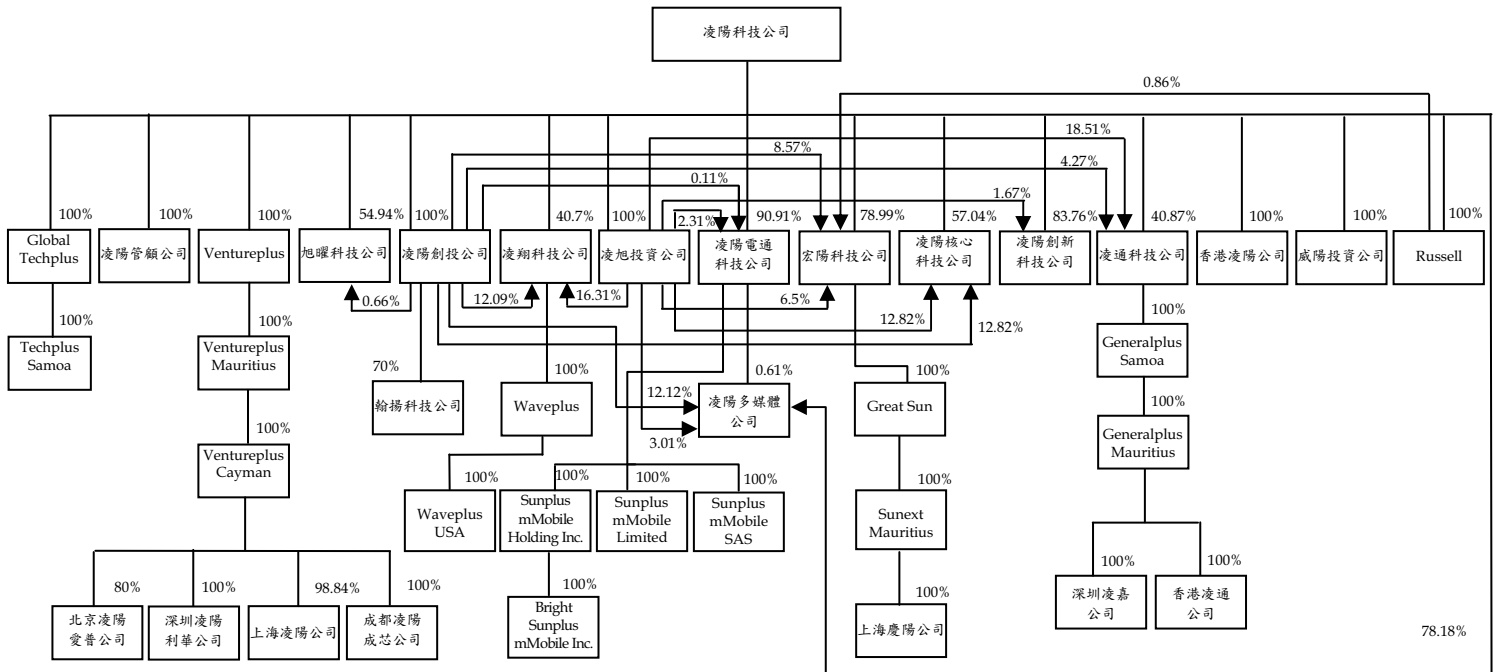 凌陽科技公司
0.86%
18.51%
8.57%
4.27%
0.11%
1.67%
100%
100%
100%
54.94%
100%
40.7%
100%
2.31%
90.91%
78.99%
57.04%
83.76%
40.87%
100%
100%
100%
Global
Techplus
凌陽管顧公司
Ventureplus
旭曜科技公司
凌陽創投公司
凌翔科技公司
凌旭投資公司
凌陽電通
科技公司
宏陽科技公司
凌陽核心
科技公司
凌陽創新
科技公司
凌通科技公司
香港凌陽公司
威陽投資公司
Russell
0.66%
12.09%
16.31%
6.5%
12.82%
12.82%
100%
100%
100%
Techplus
Samoa
Ventureplus
Mauritius
Generalplus
Samoa
70%
100%
12.12%
0.61%
100%
翰揚科技公司
Waveplus
凌陽多媒體
公司
Great Sun
3.01%
100%
100%
Ventureplus
Cayman
Generalplus
Mauritius
100%
100%
100%
100%
100%
Waveplus
USA
Sunplus
mMobile
Holding Inc.
Sunplus
mMobile
Limited
Sunplus
mMobile
SAS
Sunext
Mauritius
80%
100%
98.84%
100%
100%
100%
100%
100%
北京凌陽
愛普公司
深圳凌陽
利華公司
上海凌陽公司
成都凌陽
成芯公司
Bright
Sunplus
mMobile Inc.
上海慶陽公司
深圳凌嘉
公司
香港凌通
公司
78.18%